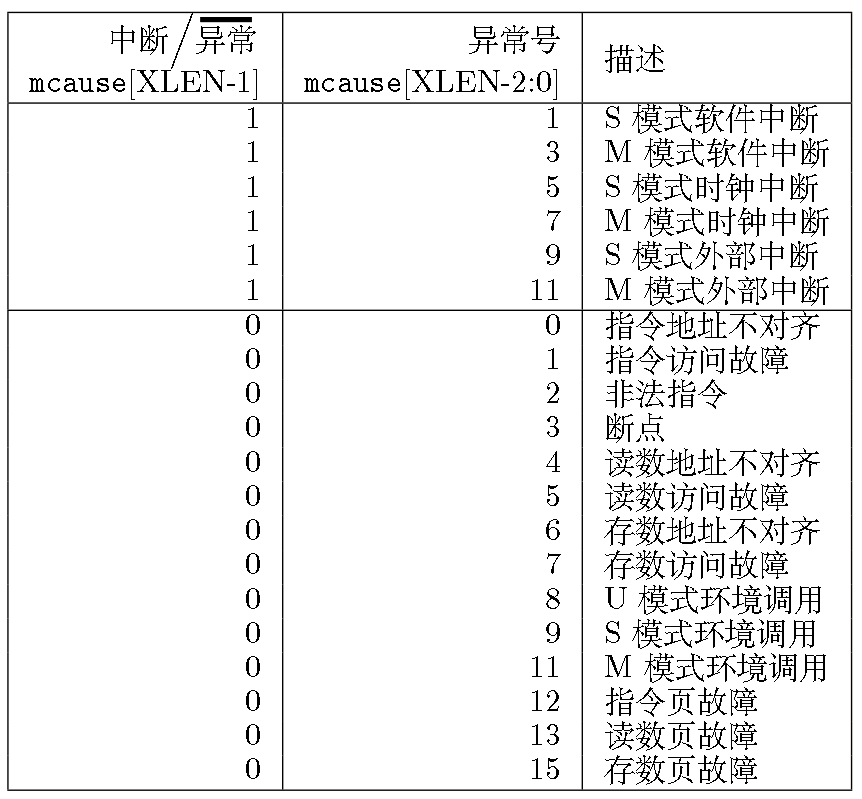 中断/异常 异常号 描述
mcause[XLEN-1] mcause[XLEN-2:0]
1 1 S 模式软件中断
1 3 M 模式软件中断
1 5 S 模式时钟中断
1 7 M 模式时钟中断
1 9 S 模式外部中断
1 11 M 模式外部中断
0 0 指令地址不对齐
0 1 指令访问故障
0 2 非法指令
0 3 断点
0 4 读数地址不对齐
0 5 读数访问故障
0 6 存数地址不对齐
0 7 存数访问故障
0 8 U 模式环境调用
0 9 S 模式环境调用
0 11 M 模式环境调用
0 12 指令页故障
0 13 读数页故障
0 15 存数页故障